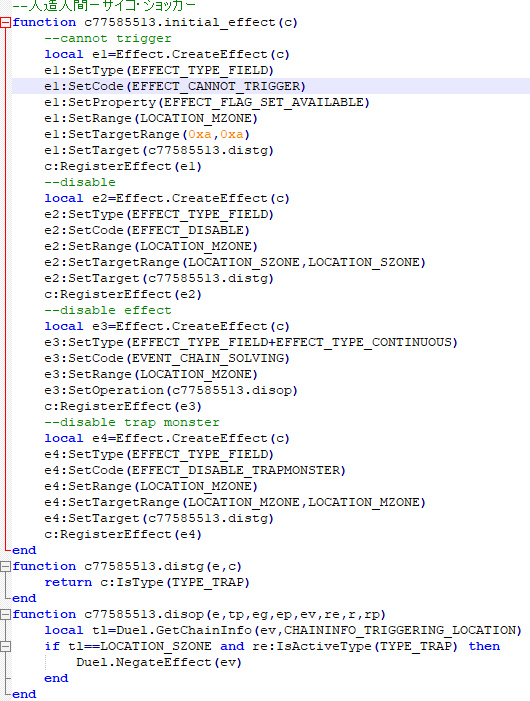 --人造人間－サイコ・ショッカー
function c77585513.initial_effect(c)
    --cannot trigger
    local e1=Effect.CreateEffect(c)
    e1:SetType(EFFECT_TYPE_FIELD)
    e1:SetCode(EFFECT_CANNOT_TRIGGER)
    e1:SetProperty(EFFECT_FLAG_SET_AVAILABLE)
    e1:SetRange(LOCATION_MZONE)
    e1:SetTargetRange(0xa,0xa)
    e1:SetTarget(c77585513.distg)
    c:RegisterEffect(e1)
    --disable
    local e2=Effect.CreateEffect(c)
    e2:SetType(EFFECT_TYPE_FIELD)
    e2:SetCode(EFFECT_DISABLE)
    e2:SetRange(LOCATION_MZONE)
    e2:SetTargetRange(LOCATION_SZONE,LOCATION_SZONE)
    e2:SetTarget(c77585513.distg)
    c:RegisterEffect(e2)
    --disable effect
    local e3=Effect.CreateEffect(c)
    e3:SetType(EFFECT_TYPE_FIELD+EFFECT_TYPE_CONTINUOUS)
    e3:SetCode(EVENT_CHAIN_SOLVING)
    e3:SetRange(LOCATION_MZONE)
    e3:SetOperation(c77585513.disop)
    c:RegisterEffect(e3)
    --disable trap monster
    local e4=Effect.CreateEffect(c)
    e4:SetType(EFFECT_TYPE_FIELD)
    e4:SetCode(EFFECT_DISABLE_TRAPMONSTER)
    e4:SetRange(LOCATION_MZONE)
    e4:SetTargetRange(LOCATION_MZONE,LOCATION_MZONE)
    e4:SetTarget(c77585513.distg)
    c:RegisterEffect(e4)
end
function c77585513.distg(e,c)
    return c:IsType(TYPE_TRAP)
end
function c77585513.disop(e,tp,eg,ep,ev,re,r,rp)
    local tl=Duel.GetChainInfo(ev,CHAININFO_TRIGGERING_LOCATION)
    if tl==LOCATION_SZONE and re:IsActiveType(TYPE_TRAP) then
        Duel.NegateEffect(ev)
    end
end